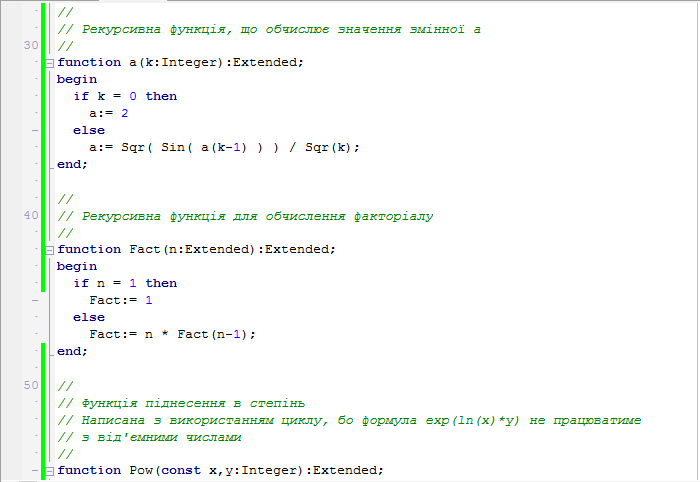 //
// Рекурсивна функція, що обчислює значення змінної a
30 //
function a(k:Integer):Extended;
begin
if k = 0 then
a:= 2
else
a:= Sqr( Sin( a(k-1) ) ) / Sqr(k);
end;
//
40 // Рекурсивна функція для обчислення факторіалу
//
function Fact(n:Extended):Extended;
begin
if n = 1 then
Fact:= 1
else
Fact:= n * Fact(n-1);
end;
50 //
// Функція піднесення в степінь
// Написана з використанням циклу, бо формула exp(ln(x)*y) не працюватиме
// з від'ємними числами
//
function Pow(const x,y:Integer):Extended;